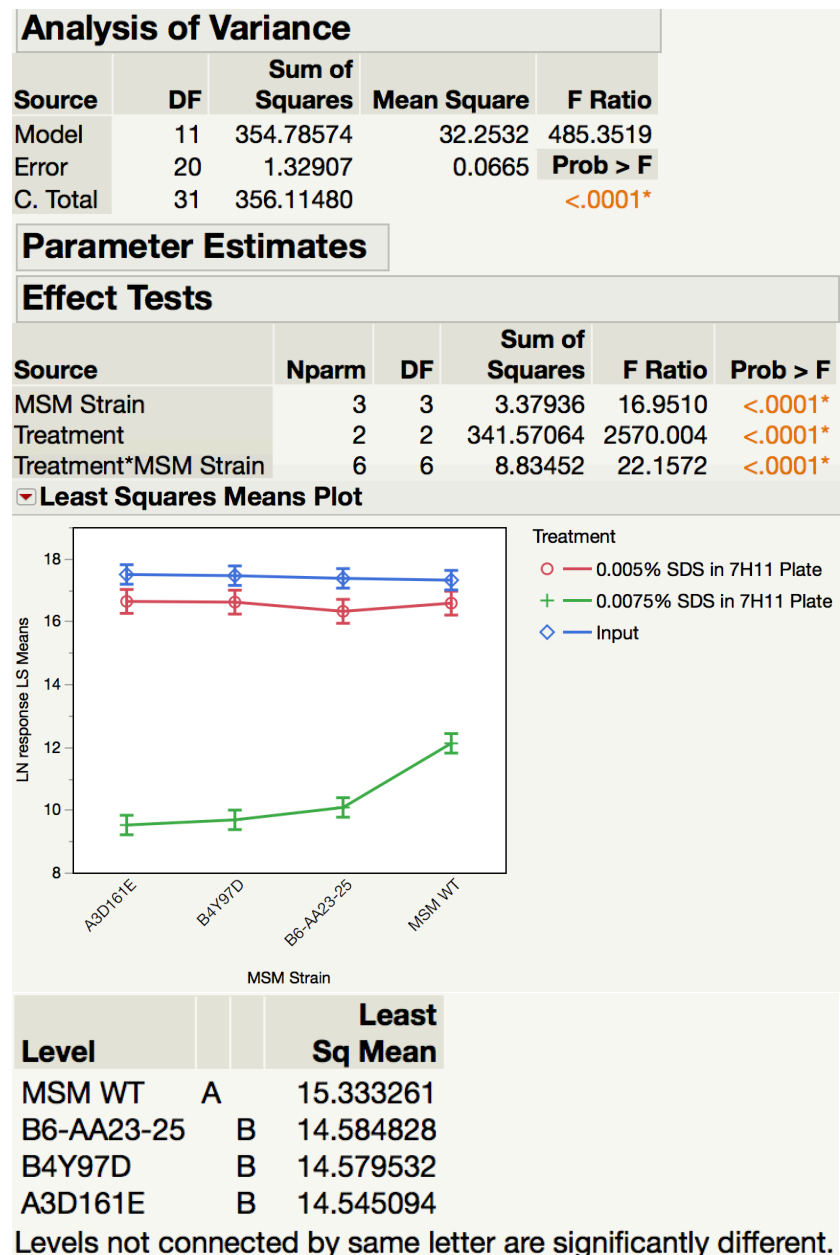 Analysis of Variance
Sum of
Source DF Squares Mean Square F Ratio
Model 11 354.78574 32.2532 485.3519
Error 20 1.32907 0.0665 Prob > F
C. Total 31 356.11480 <.0001*
Parameter Estimates
Effect Tests
Sum of
Source Nparm DF Squares F Ratio Prob > F
MSM Strain 3 3 3.37936 16.9510 <.0001*
Treatment 2 2 341.57064 2570.004 <.0001*
Treatment*MSM Strain 6 6 8.83452 22.1572 <.0001*
Least Squares Means Plot
LN response LS Means
18
16
14
12
10
8
A3D161E
B4Y97D
B6-AA23-25
MSM WT
MSM Strain
Treatment
0.005% SDS in 7H11 Plate
0.0075% SDS in 7H11 Plate
Input
Least
Level Sq Mean
MSM WT A 15.333261
B6-AA23-25 B 14.584828
B4Y97D B 14.579532
A3D161E B 14.545094
Levels not connected by same letter are significantly different.